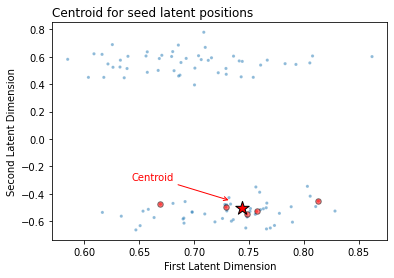 Centroid for seed latent positions
Second Latent Dimension
0.8
0.6
0.4
0.2
0.0
−0.2
−0.4
−0.6
Centroid
0.60 0.65 0.70 0.75 0.80 0.85
First Latent Dimension